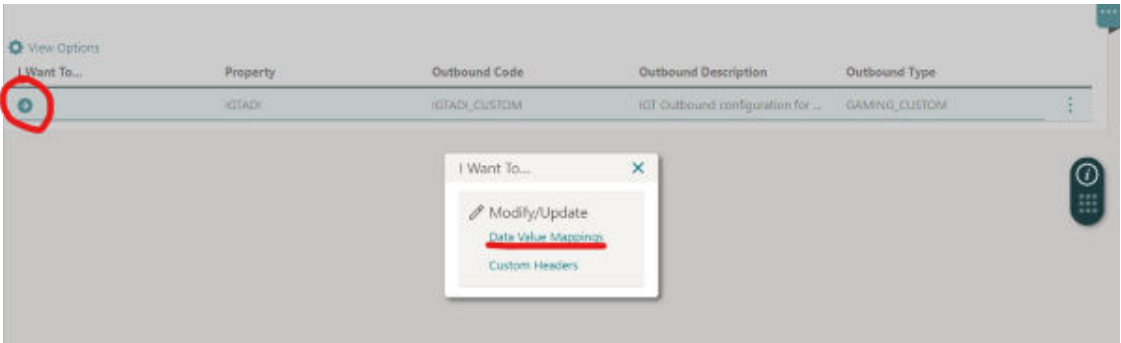 View Options
I Want To... Property Outbound Code Outbound Description Outbound Type
IGTADI IGTADI_CUSTOM IGT Outbound configuration for ... GAMING_CUSTOM
I Want To...
Modify/Update
Data Value Mappings
Custom Headers